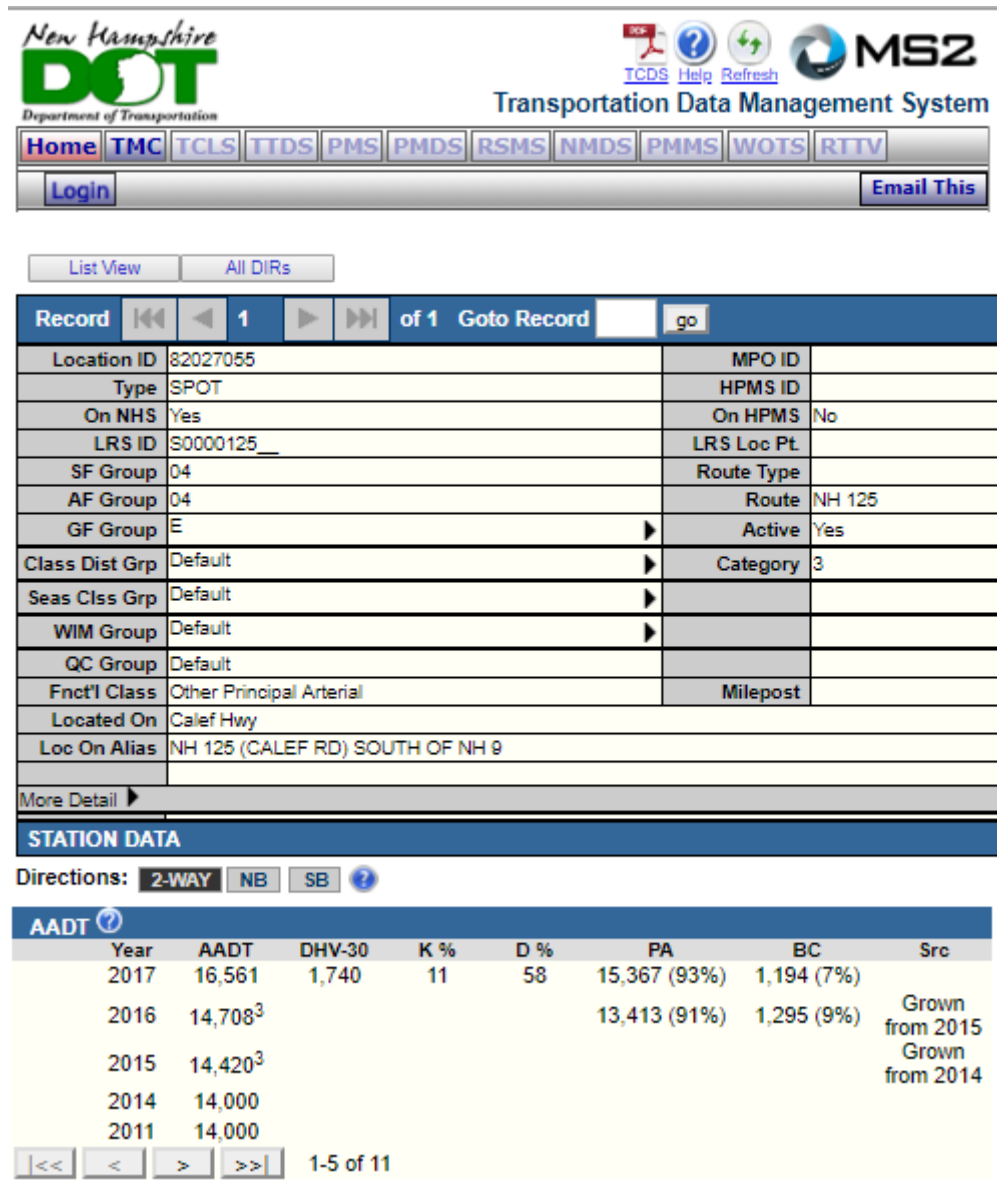 New Hampshire
DOT
Department of Transportation
PDF
TCDS Help Refresh
MS2
Transportation Data Management System
Home TMC TCLS TTDS PMS PMDS RSMS NMDS PMMS WOTS RTTV
Login Email This
List View All DIRs
Record 1 of 1 Goto Record go
Location ID 82027055 MPO ID
Type SPOT HPMS ID
On NHS Yes On HPMS No
LRS ID S0000125__ LRS Loc Pt.
SF Group 04 Route Type
AF Group 04 Route NH 125
GF Group E Active Yes
Class Dist Grp Default Category 3
Seas Clss Grp Default
WIM Group Default
QC Group Default
Fnct'l Class Other Principal Arterial Milepost
Located On Calef Hwy
Loc On Alias NH 125 (CALEF RD) SOUTH OF NH 9
More Detail
STATION DATA
Directions: 2-WAY NB SB ?
AADT ?
Year AADT DHV-30 K % D % PA BC Src
2017 16,561 1,740 11 58 15,367 (93%) 1,194 (7%)
2016 14,708³ 13,413 (91%) 1,295 (9%) Grown from 2015
2015 14,420³ Grown from 2014
2014 14,000
2011 14,000
|<< < > >>| 1-5 of 11